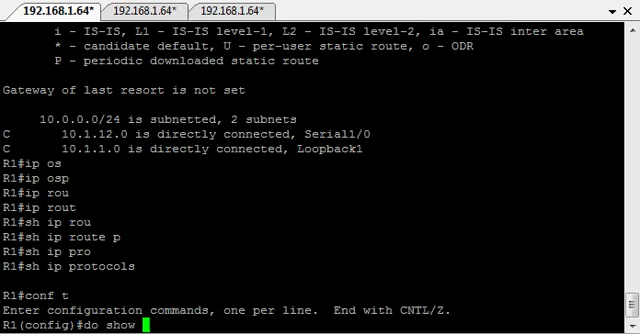 192.168.1.64* 192.168.1.64* 192.168.1.64*
i - IS-IS, L1 - IS-IS level-1, L2 - IS-IS level-2, ia - IS-IS inter area
* - candidate default, U - per-user static route, o - ODR
P - periodic downloaded static route
Gateway of last resort is not set
10.0.0.0/24 is subnetted, 2 subnets
C 10.1.12.0 is directly connected, Serial1/0
C 10.1.1.0 is directly connected, Loopback1
R1#ip os
R1#ip osp
R1#ip rou
R1#ip rout
R1#sh ip rou
R1#sh ip route p
R1#sh ip pro
R1#sh ip protocols
R1#conf t
Enter configuration commands, one per line. End with CNTL/Z.
R1(config)#do show